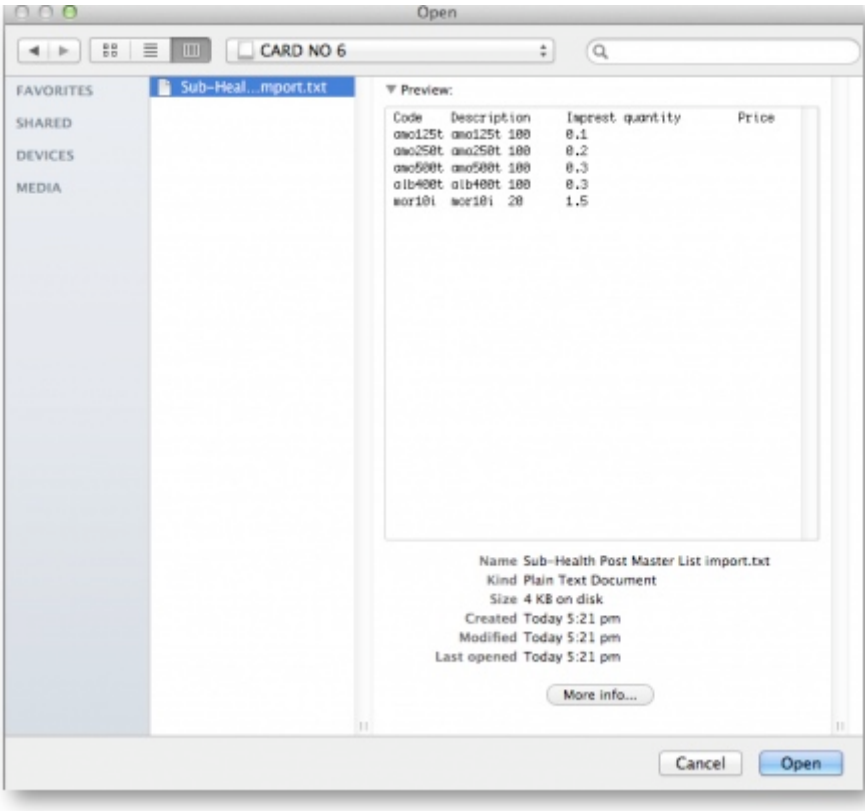 Open
CARD NO 6
FAVORITES
SHARED
DEVICES
MEDIA
Sub-Heal...mport.txt
Preview:
Code Description Imprest quantity Price
amo125t amo125t 100 0.1
amo250t amo250t 100 0.2
amo500t amo500t 100 0.3
alb400t alb400t 100 0.3
mor10i mor10i 20 1.5
Name Sub-Health Post Master List import.txt
Kind Plain Text Document
Size 4 KB on disk
Created Today 5:21 pm
Modified Today 5:21 pm
Last opened Today 5:21 pm
More info...
Cancel Open